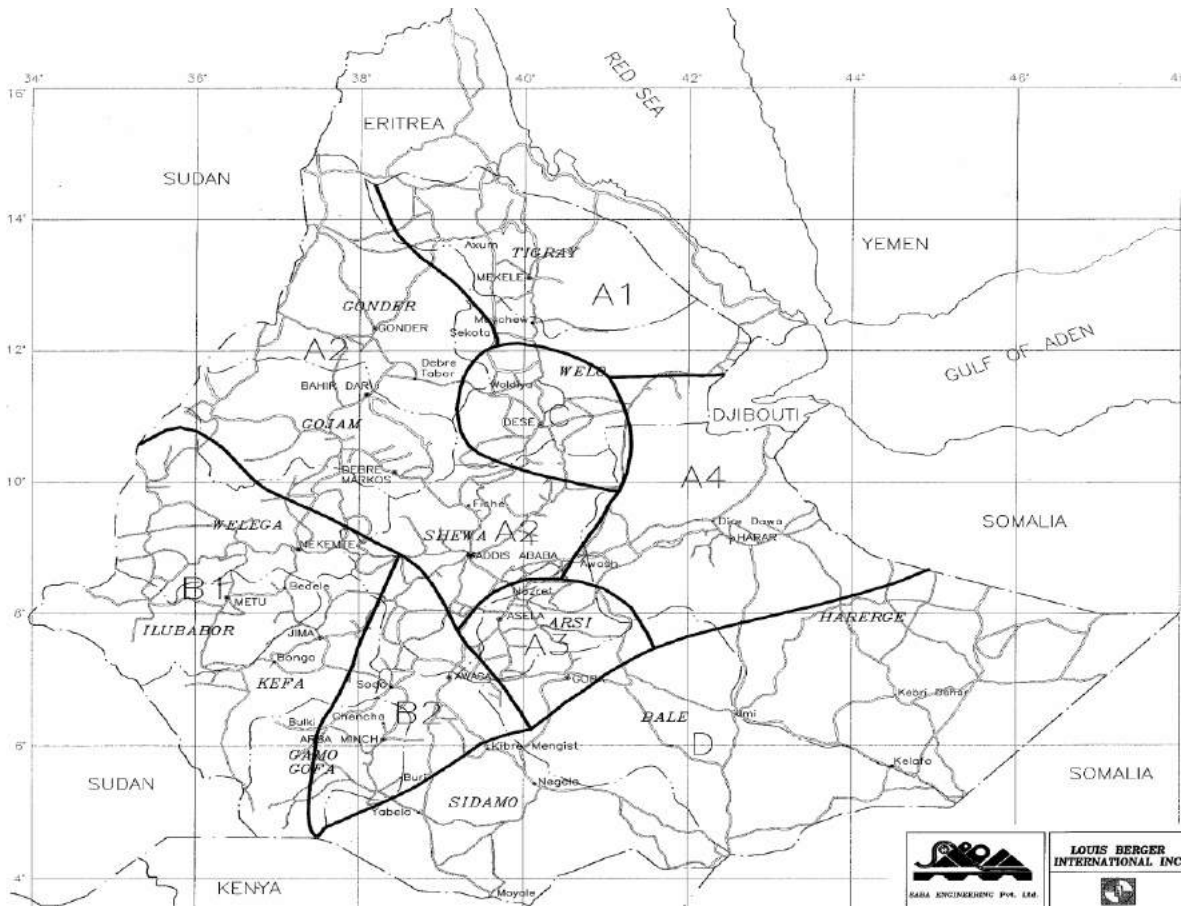 34° 36° 38° 40° 42° 44° 46° 48
16°
RED SEA
ERITREA
SUDAN
14°
YEMEN
Axum
TIGRAY
MEKELE
A1
GONDER
Maychew
GONDER
Sekota
12°
A2
Debre
Tabor
WELO
GULF OF ADEN
BAHIR DAR
Woldiya
GOJAM
DESE
C
DJIBOUTI
DEBRE
MARKOS
10°
Fiche
A4
WELEGA
SHEWA
A2
Dire Dawa
SOMALIA
NEKEMTE
ADDIS ABABA
HARAR
Awash
B1
Bedele
Nazret
8°
METU
ASELA
ARSI
HARERGE
ILUBABOR
JIMA
A3
Bonga
KEFA
Sodo
AWASA
GOBA
Kebri Dehar
Bulki
Chencha
B2
BALE
Imi
ARBA MINCH
6°
GAMO
GOFA
Kibre Mengist
D
SUDAN
Burji
Negele
Kelafo
SOMALIA
Yabelo
SIDAMO
4°
KENYA
Moyale
SABA ENGINEERING Pvt. Ltd.
LOUIS BERGER
INTERNATIONAL INC